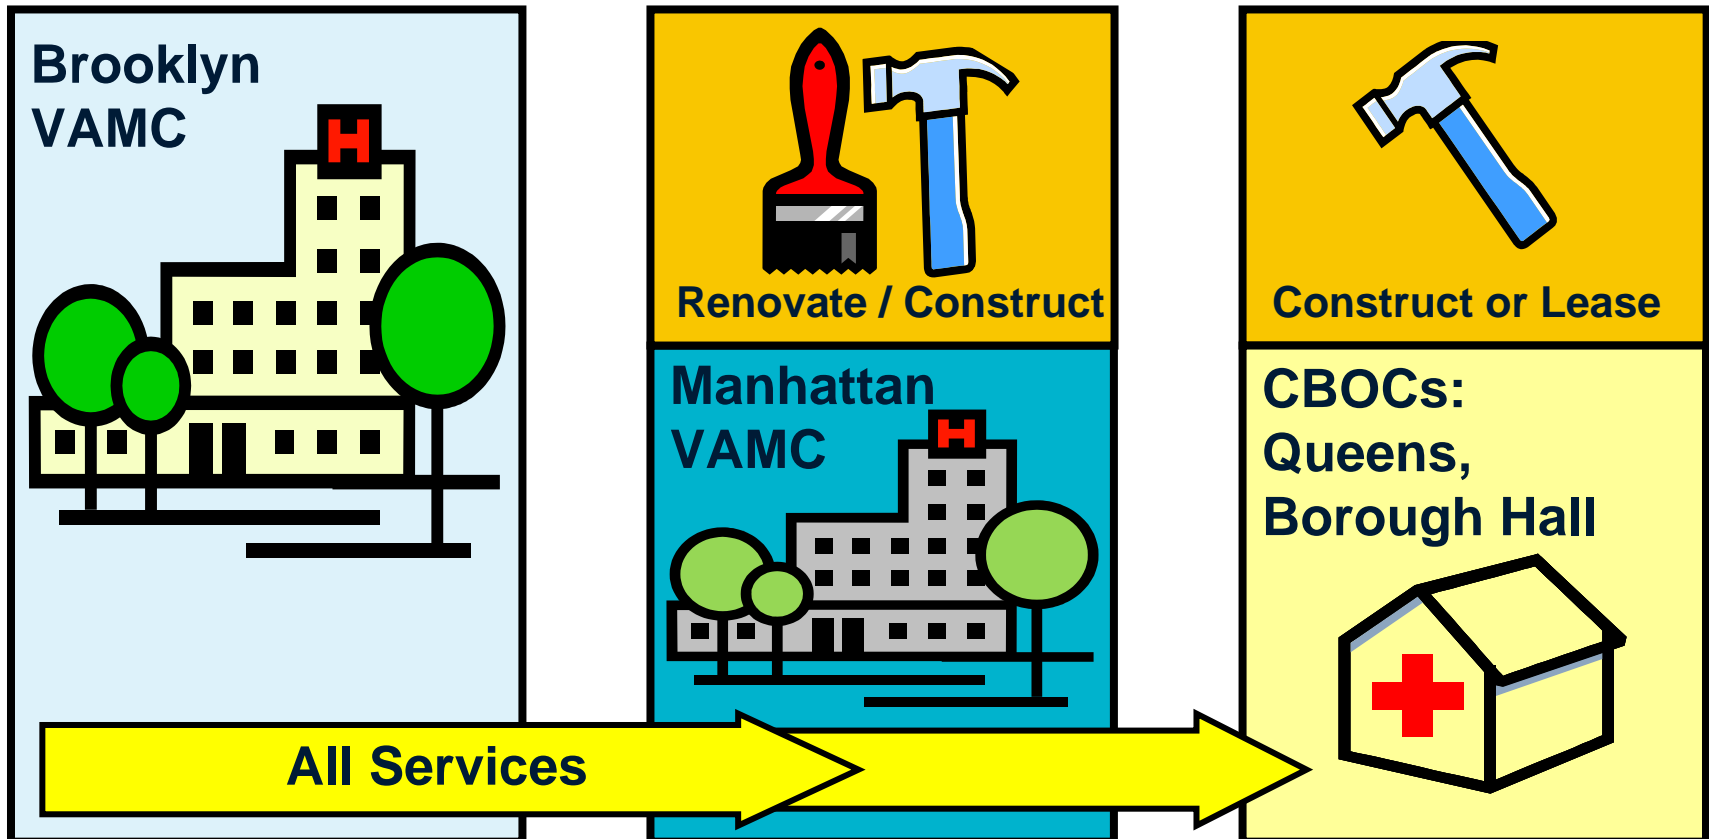 Brooklyn
VAMC
H
Renovate / Construct
Manhattan
VAMC
H
Construct or Lease
CBOCs:
Queens,
Borough Hall
All Services